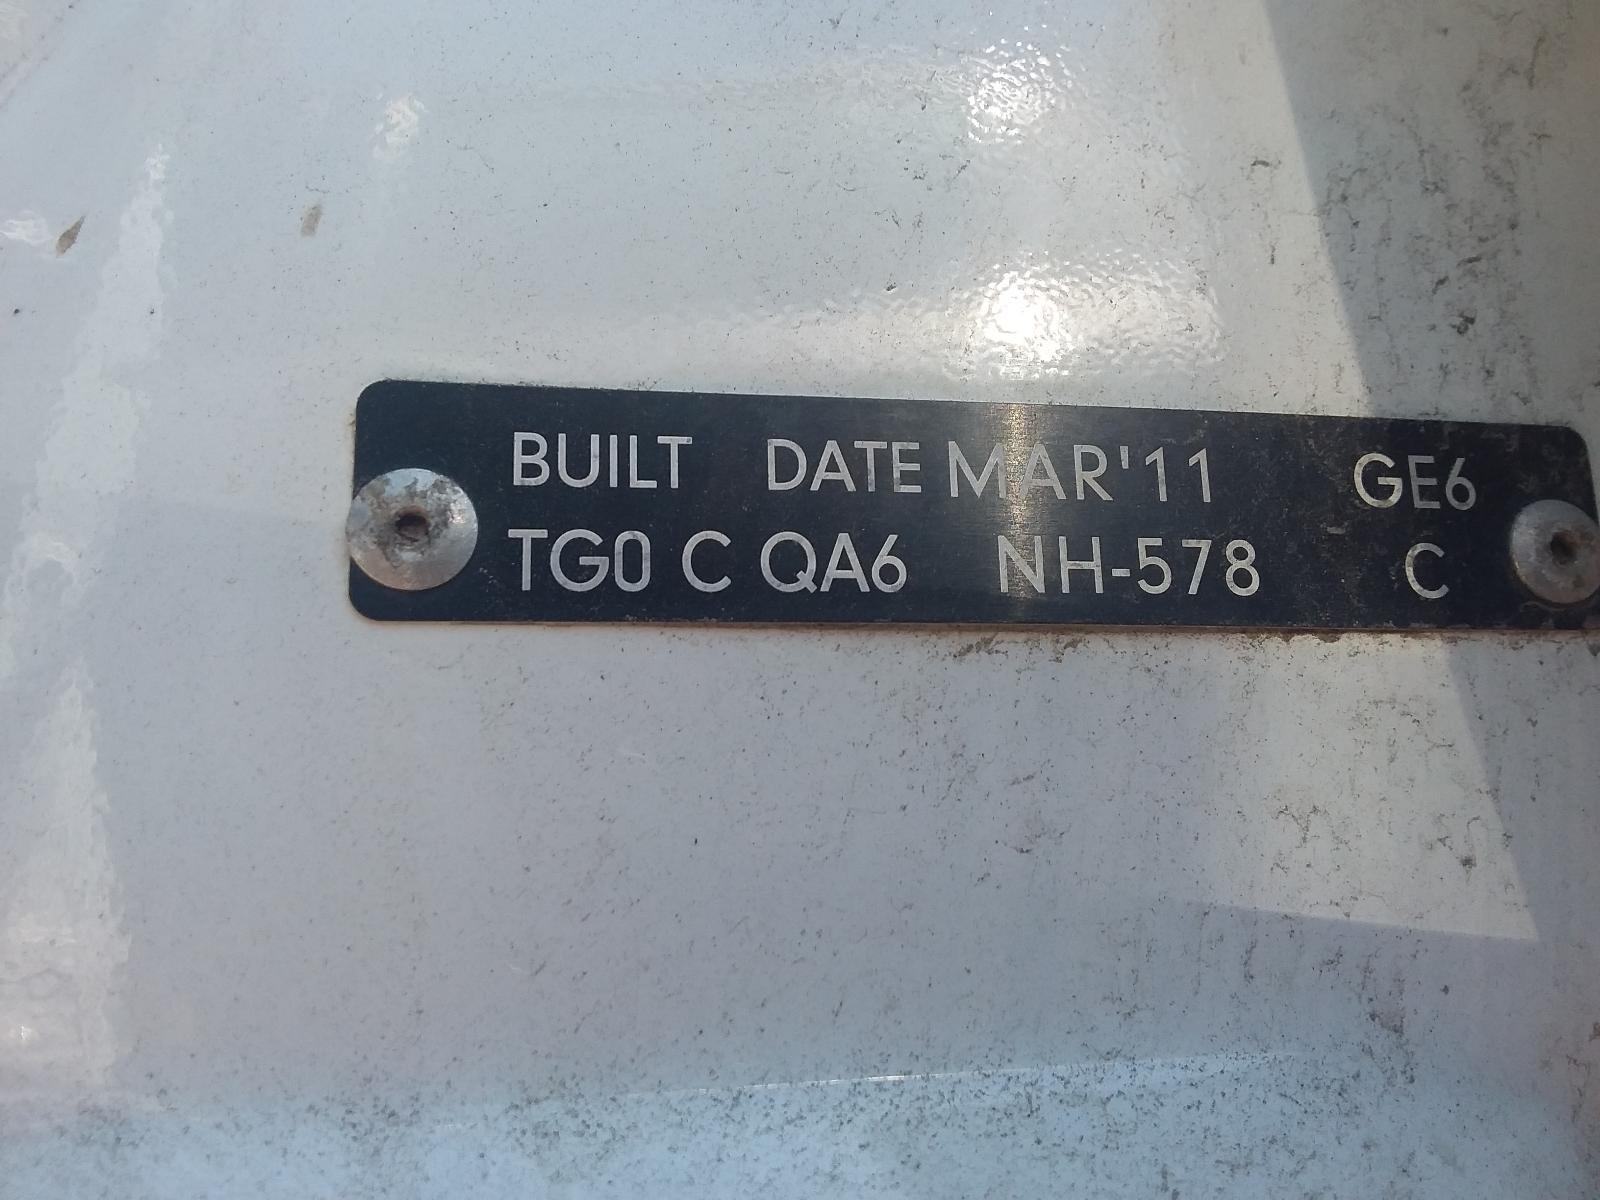 BUILT DATE MAR'11 GE6
TG0 C QA6 NH-578 C